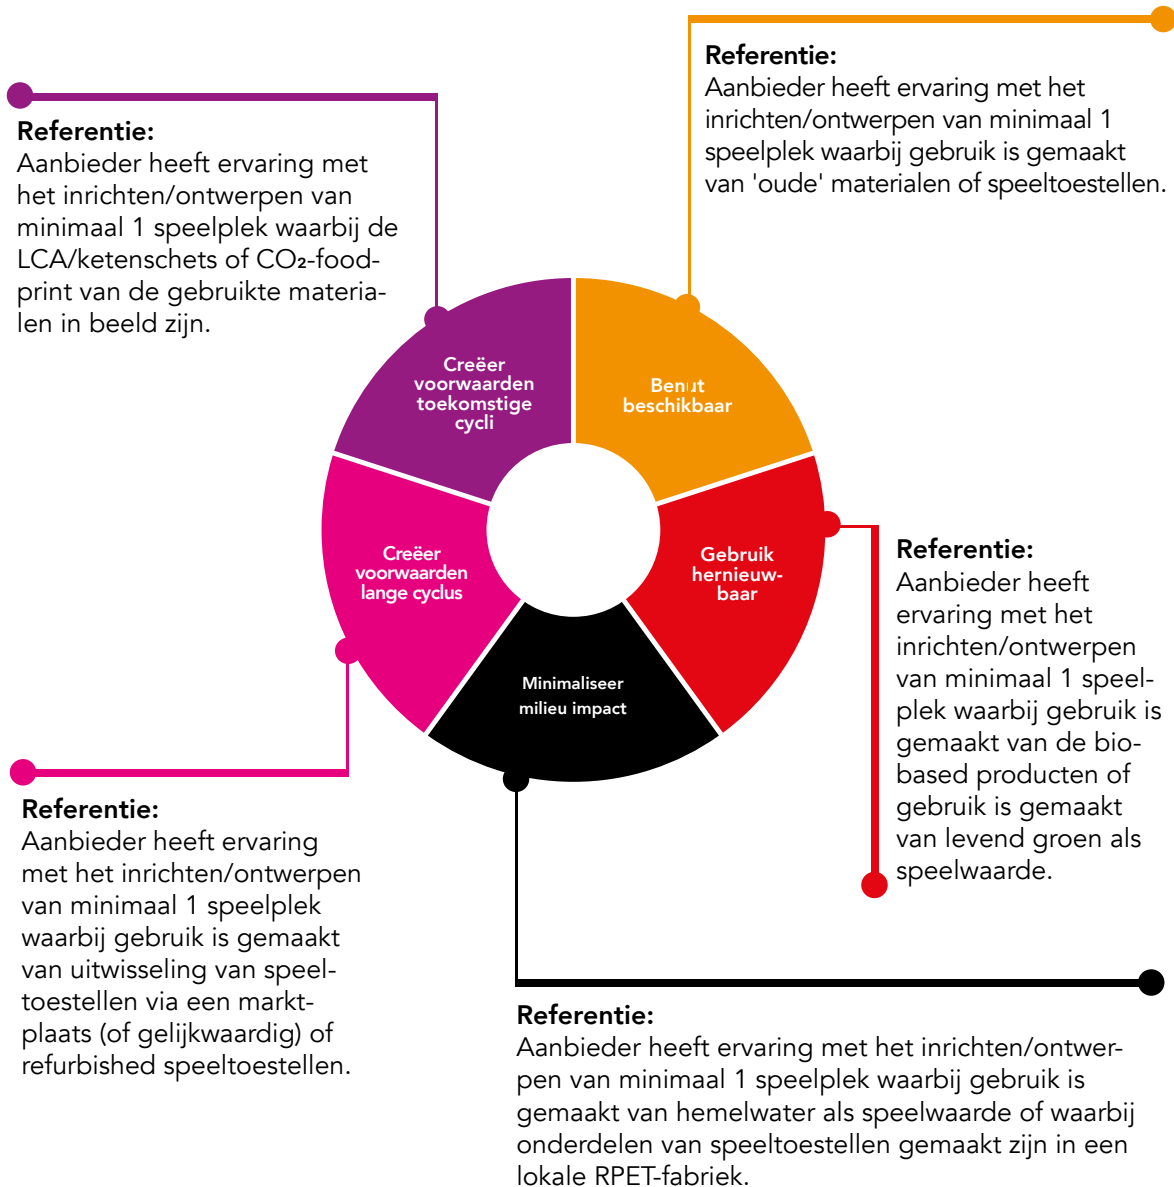 Referentie:
Aanbieder heeft ervaring met het
inrichten/ontwerpen van minimaal 1
speelplek waarbij gebruik is gemaakt
van 'oude' materialen of speeltoestellen.
Referentie:
Aanbieder heeft ervaring met
het inrichten/ontwerpen van
minimaal 1 speelplek waarbij de
LCA/ketenschets of CO₂-food-
print van de gebruikte materia-
len in beeld zijn.
Creëer
voorwaarden
toekomstige
cycli
Benut
beschikbaar
Creëer
voorwaarden
lange cyclus
Gebruik
hernieuw-
baar
Minimaliseer
milieu impact
Referentie:
Aanbieder heeft
ervaring met het
inrichten/ontwerpen
van minimaal 1 speel-
plek waarbij gebruik is
gemaakt van de bio-
based producten of
gebruik is gemaakt
van levend groen als
speelwaarde.
Referentie:
Aanbieder heeft ervaring
met het inrichten/ontwerpen
van minimaal 1 speelplek
waarbij gebruik is gemaakt
van uitwisseling van speel-
toestellen via een markt-
plaats (of gelijkwaardig) of
refurbished speeltoestellen.
Referentie:
Aanbieder heeft ervaring met het inrichten/ontwer-
pen van minimaal 1 speelplek waarbij gebruik is
gemaakt van hemelwater als speelwaarde of waarbij
onderdelen van speeltoestellen gemaakt zijn in een
lokale RPET-fabriek.